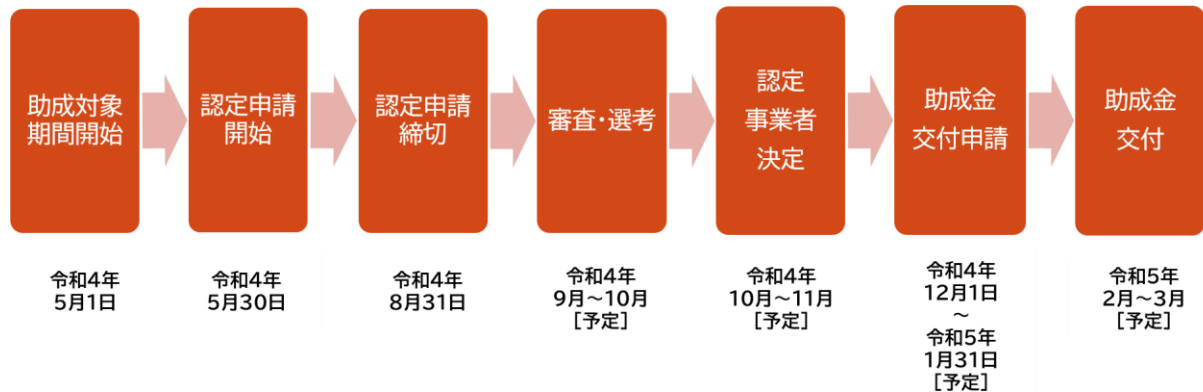 助成対象
期間開始
認定申請
開始
認定申請
締切
審査・選考
認定
事業者
決定
助成金
交付申請
助成金
交付
令和4年
5月1日
令和4年
5月30日
令和4年
8月31日
令和4年
9月～10月
［予定］
令和4年
10月～11月
［予定］
令和4年
12月1日
～
令和5年
1月31日
［予定］
令和5年
2月～3月
［予定］